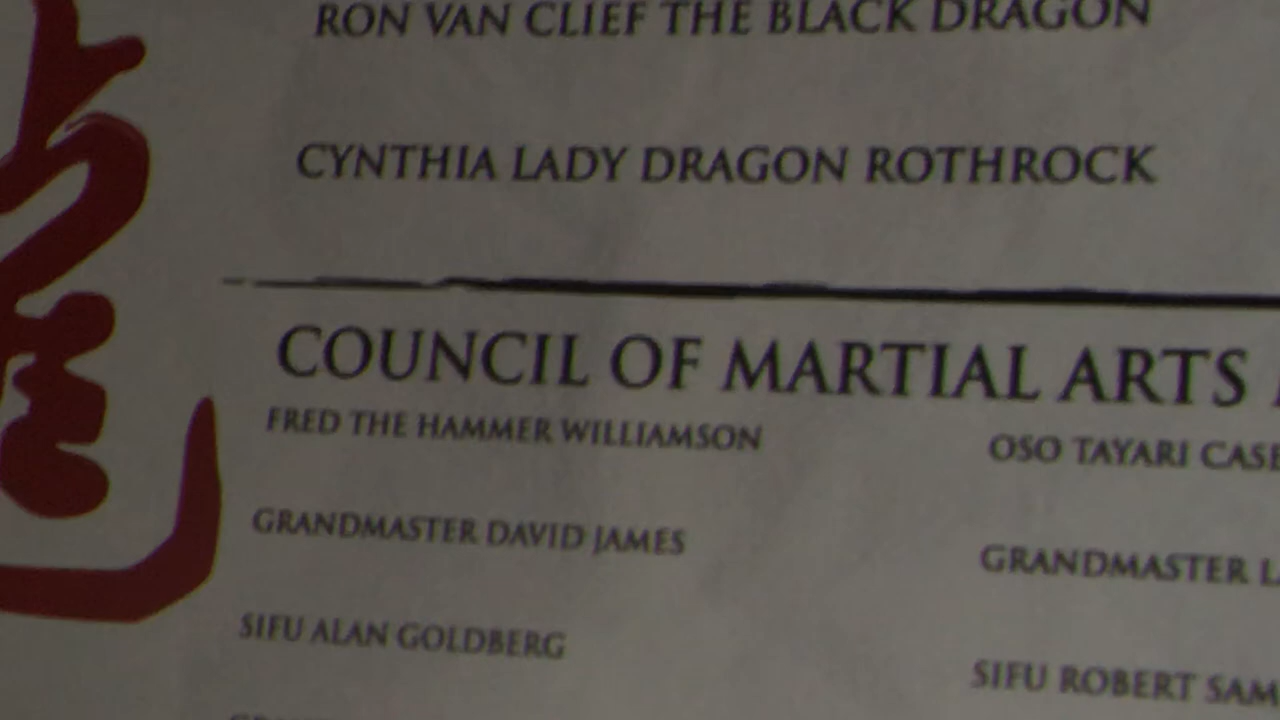 RON VAN CLIEF THE BLACK DRAGON
CYNTHIA LADY DRAGON ROTHROCK
COUNCIL OF MARTIAL ARTS
FRED THE HAMMER WILLIAMSON
OSO TAYARI
GRANDMASTER DAVID JAMES
GRANDMASTER
SIFU ALAN GOLDBERG
SIFU ROBERT